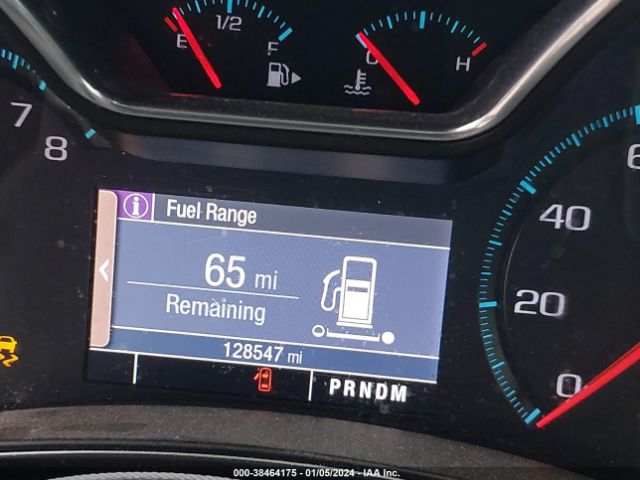 E 1/2 F
C H
7
8
6
i Fuel Range
65 mi
Remaining
128547 mi
PRNDM
40
20
0
000-38464175 - 01/05/2024 - IAA Inc.